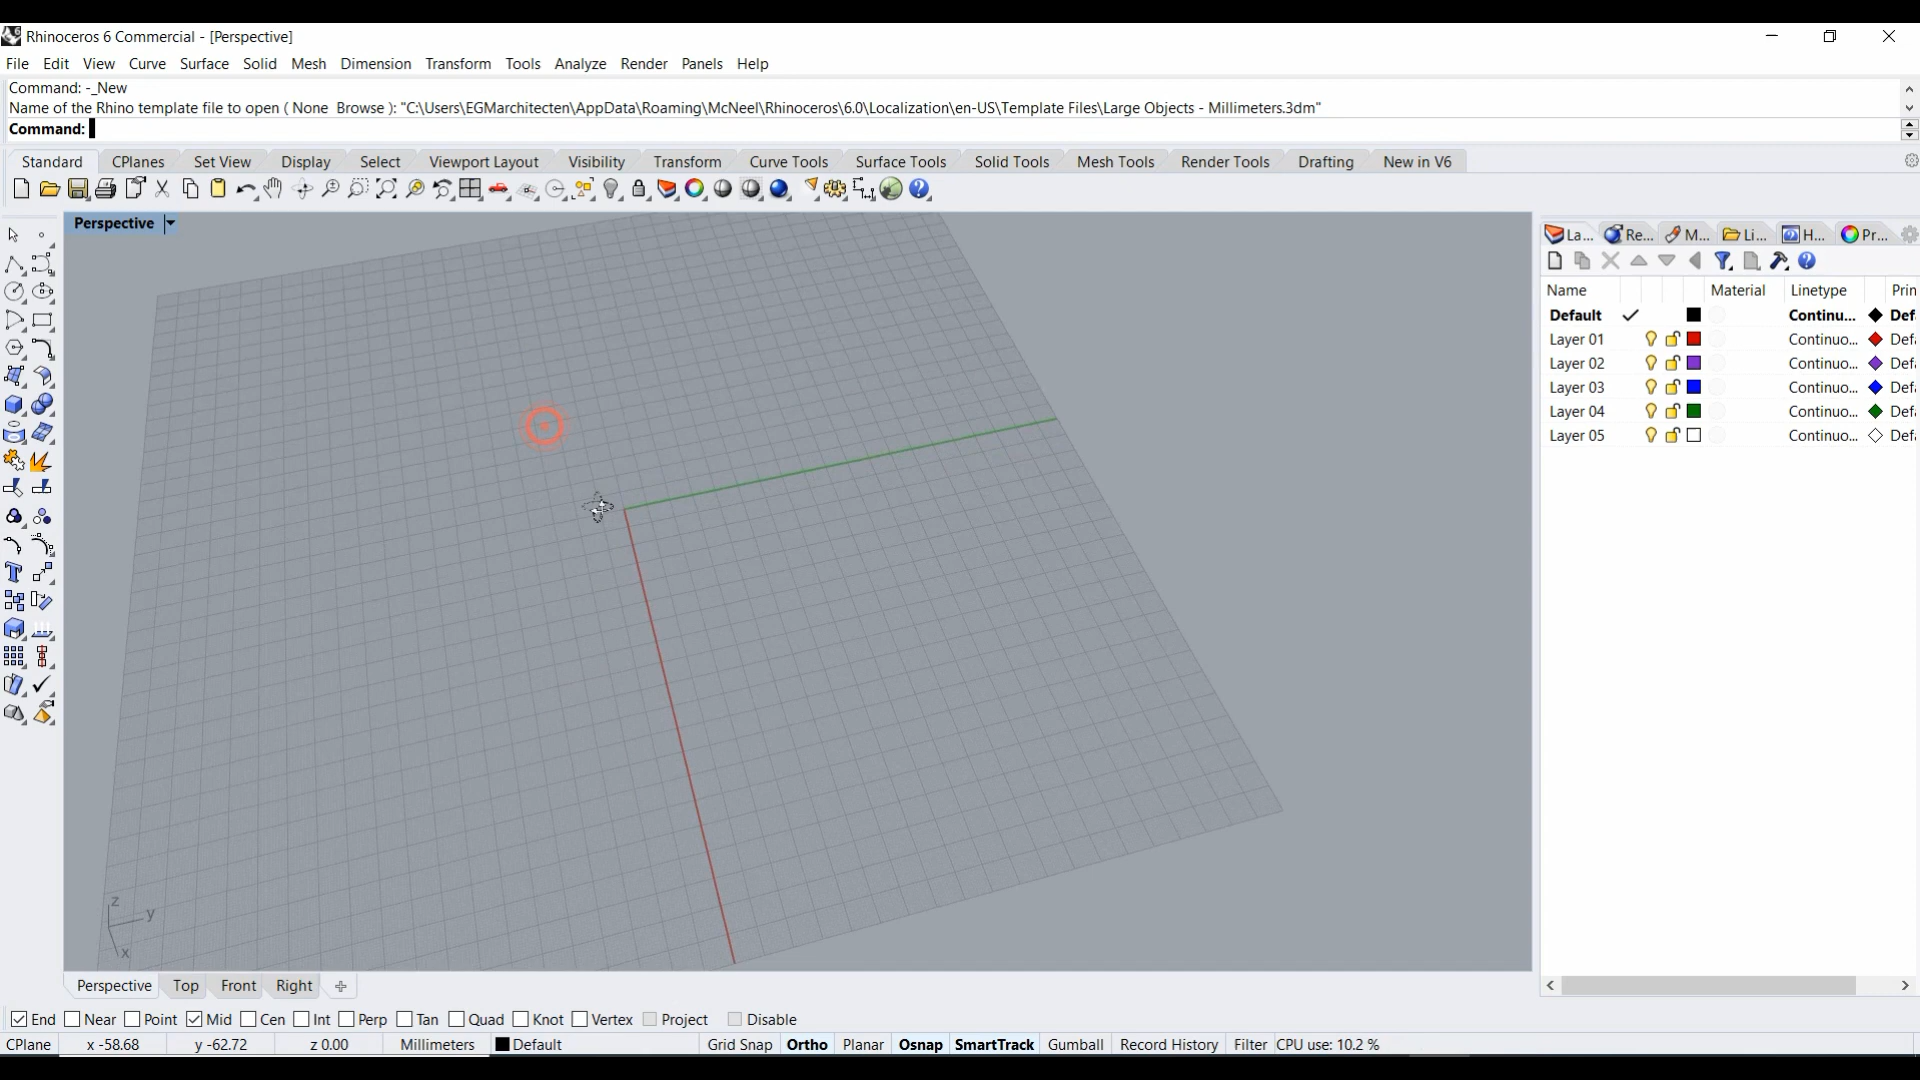 Rhinoceros 6 Commercial - [Perspective]
File Edit View Curve Surface Solid Mesh Dimension Transform Tools Analyze Render Panels Help
Command: -_New
Name of the Rhino template file to open ( None Browse ): "C:\Users\EGMarchitecten\AppData\Roaming\McNeel\Rhinoceros\6.0\Localization\en-US\Template Files\Large Objects - Millimeters.3dm"
Command:
Standard CPlanes Set View Display Select Viewport Layout Visibility Transform Curve Tools Surface Tools Solid Tools Mesh Tools Render Tools Drafting New in V6
Perspective
La... Re... M... Li... H... Pr...
Name Material Linetype Prin
Default Continu... Def
Layer 01 Continuo... Def
Layer 02 Continuo... Def
Layer 03 Continuo... Def
Layer 04 Continuo... Def
Layer 05 Continuo... Def
z
y
x
Perspective Top Front Right
End Near Point Mid Cen Int Perp Tan Quad Knot Vertex Project Disable
CPlane x -58.68 y -62.72 z 0.00 Millimeters Default Grid Snap Ortho Planar Osnap SmartTrack Gumball Record History Filter CPU use: 10.2 %